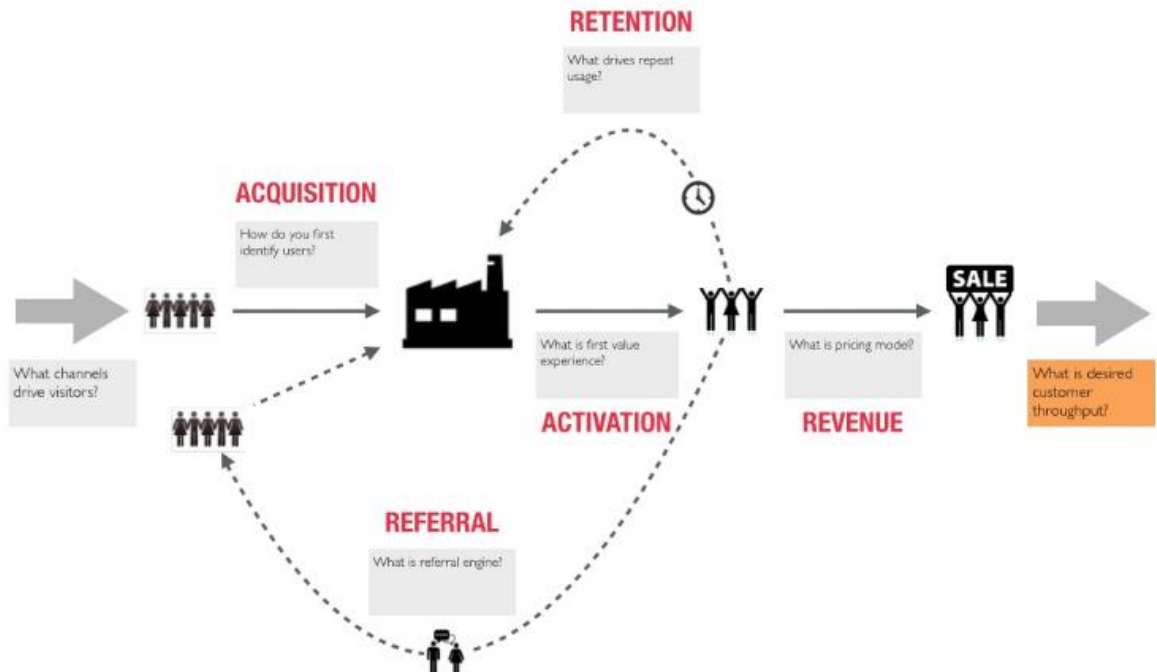 RETENTION
What drives repeat
usage?
ACQUISITION
How do you first
identify users?
SALE
What channels
drive visitors?
What is first value
experience?
ACTIVATION
What is pricing model?
REVENUE
What is desired
customer
throughput?
REFERRAL
What is referral engine?